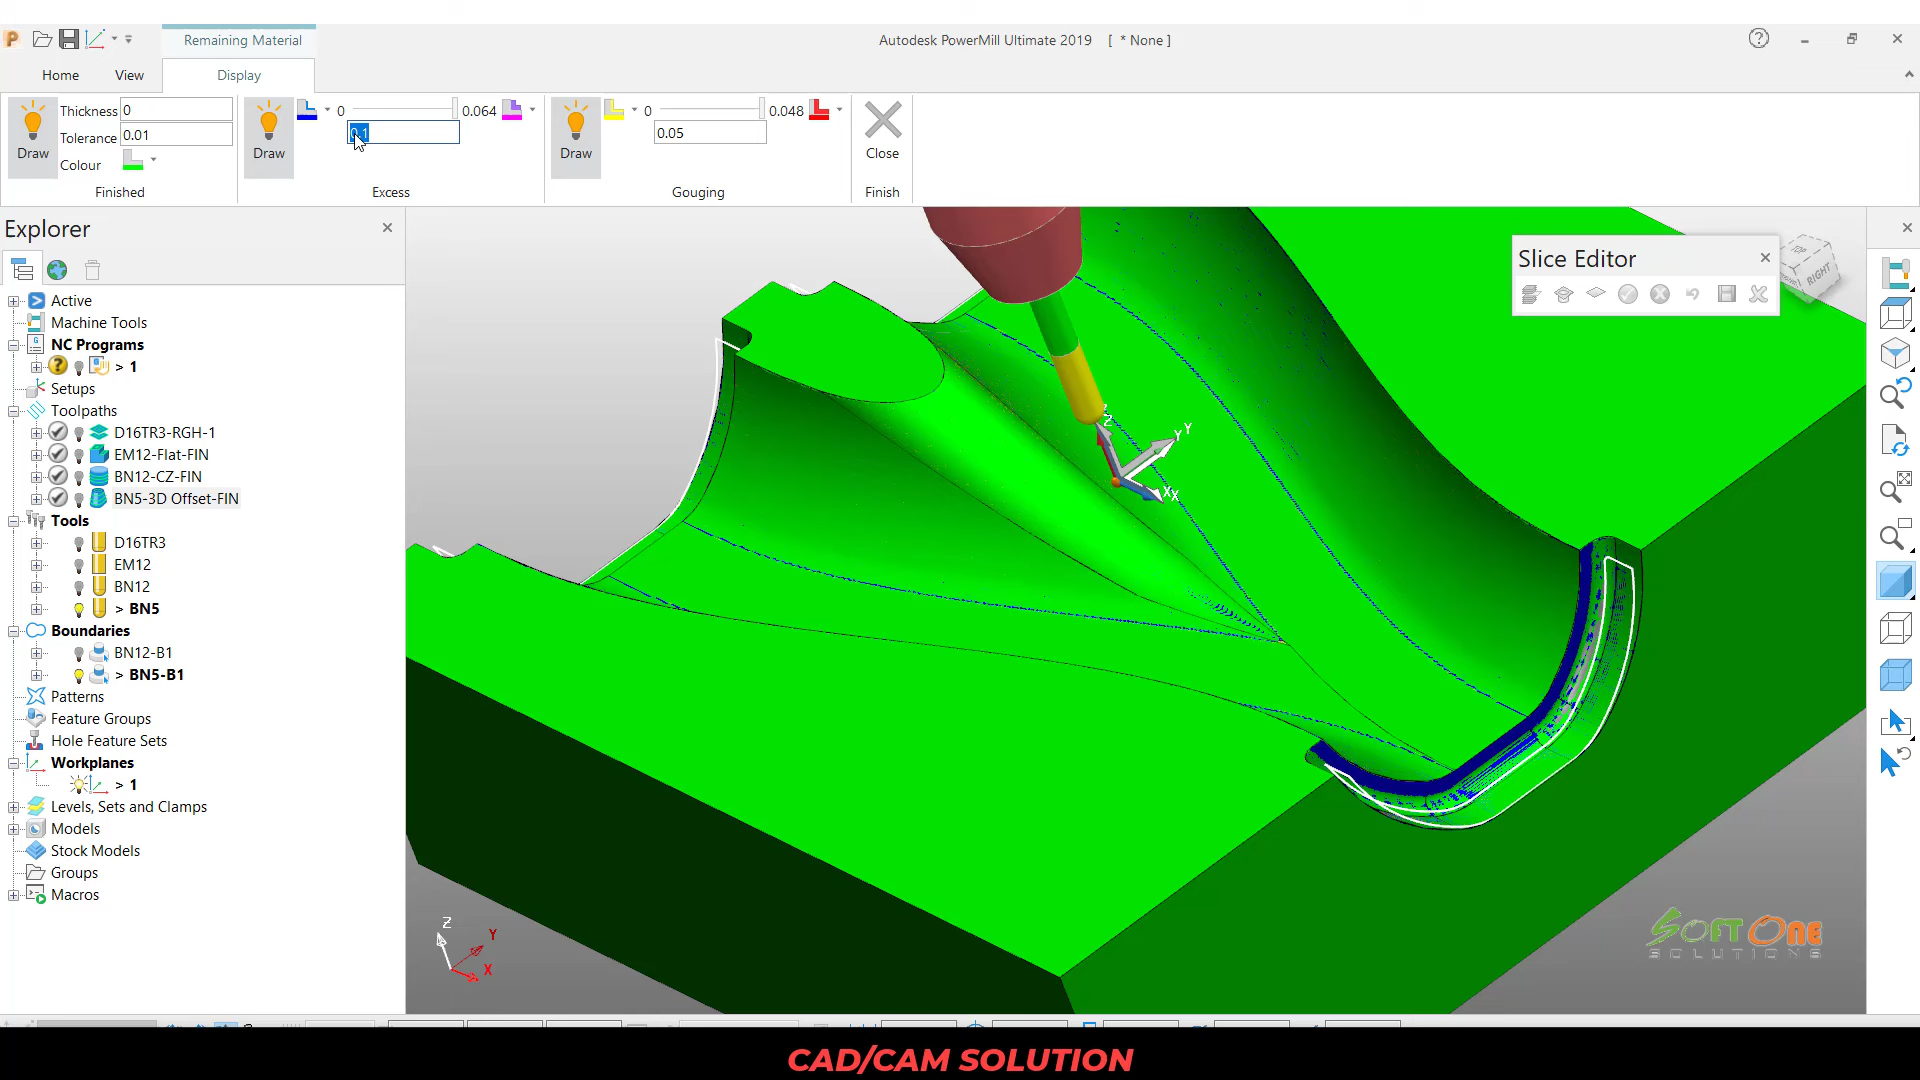 Remaining Material
Autodesk PowerMill Ultimate 2019 [ * None ]
Home
View
Display
Draw
Thickness 0
Tolerance 0.01
Colour
Finished
Draw
0
0.064
0.1
Excess
Draw
0
0.048
0.05
Gouging
Close
Finish
Explorer
Active
Machine Tools
NC Programs
> 1
Setups
Toolpaths
D16TR3-RGH-1
EM12-Flat-FIN
BN12-CZ-FIN
BN5-3D Offset-FIN
Tools
D16TR3
EM12
BN12
> BN5
Boundaries
BN12-B1
> BN5-B1
Patterns
Feature Groups
Hole Feature Sets
Workplanes
> 1
Levels, Sets and Clamps
Models
Stock Models
Groups
Macros
Slice Editor
TOP
RIGHT
Z
Y Y
X X
Z
Y
X
SOFTONE
SOLUTIONS
CAD/CAM SOLUTION